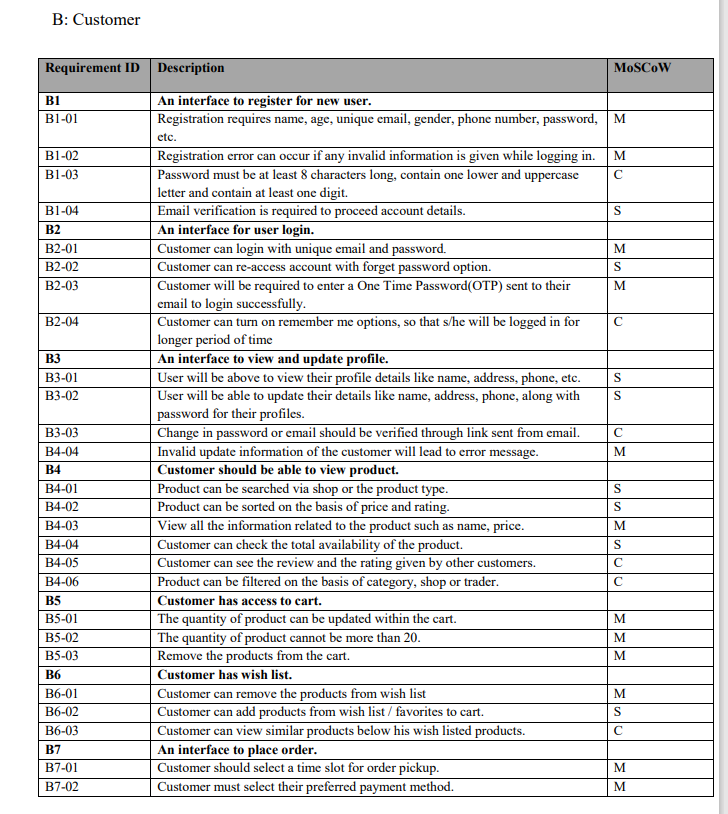 B: Customer
Requirement ID Description MoSCoW
B1 An interface to register for new user.
B1-01 Registration requires name, age, unique email, gender, phone number, password, M
etc.
B1-02 Registration error can occur if any invalid information is given while logging in. M
B1-03 Password must be at least 8 characters long, contain one lower and uppercase C
letter and contain at least one digit.
B1-04 Email verification is required to proceed account details. S
B2 An interface for user login.
B2-01 Customer can login with unique email and password. M
B2-02 Customer can re-access account with forget password option. S
B2-03 Customer will be required to enter a One Time Password(OTP) sent to their M
email to login successfully.
B2-04 Customer can turn on remember me options, so that s/he will be logged in for C
longer period of time
B3 An interface to view and update profile.
B3-01 User will be above to view their profile details like name, address, phone, etc. S
B3-02 User will be able to update their details like name, address, phone, along with S
password for their profiles.
B3-03 Change in password or email should be verified through link sent from email. C
B4-04 Invalid update information of the customer will lead to error message. M
B4 Customer should be able to view product.
B4-01 Product can be searched via shop or the product type. S
B4-02 Product can be sorted on the basis of price and rating. S
B4-03 View all the information related to the product such as name, price. M
B4-04 Customer can check the total availability of the product. S
B4-05 Customer can see the review and the rating given by other customers. C
B4-06 Product can be filtered on the basis of category, shop or trader. C
B5 Customer has access to cart.
B5-01 The quantity of product can be updated within the cart. M
B5-02 The quantity of product cannot be more than 20. M
B5-03 Remove the products from the cart. M
B6 Customer has wish list.
B6-01 Customer can remove the products from wish list M
B6-02 Customer can add products from wish list / favorites to cart. S
B6-03 Customer can view similar products below his wish listed products. C
B7 An interface to place order.
B7-01 Customer should select a time slot for order pickup. M
B7-02 Customer must select their preferred payment method. M